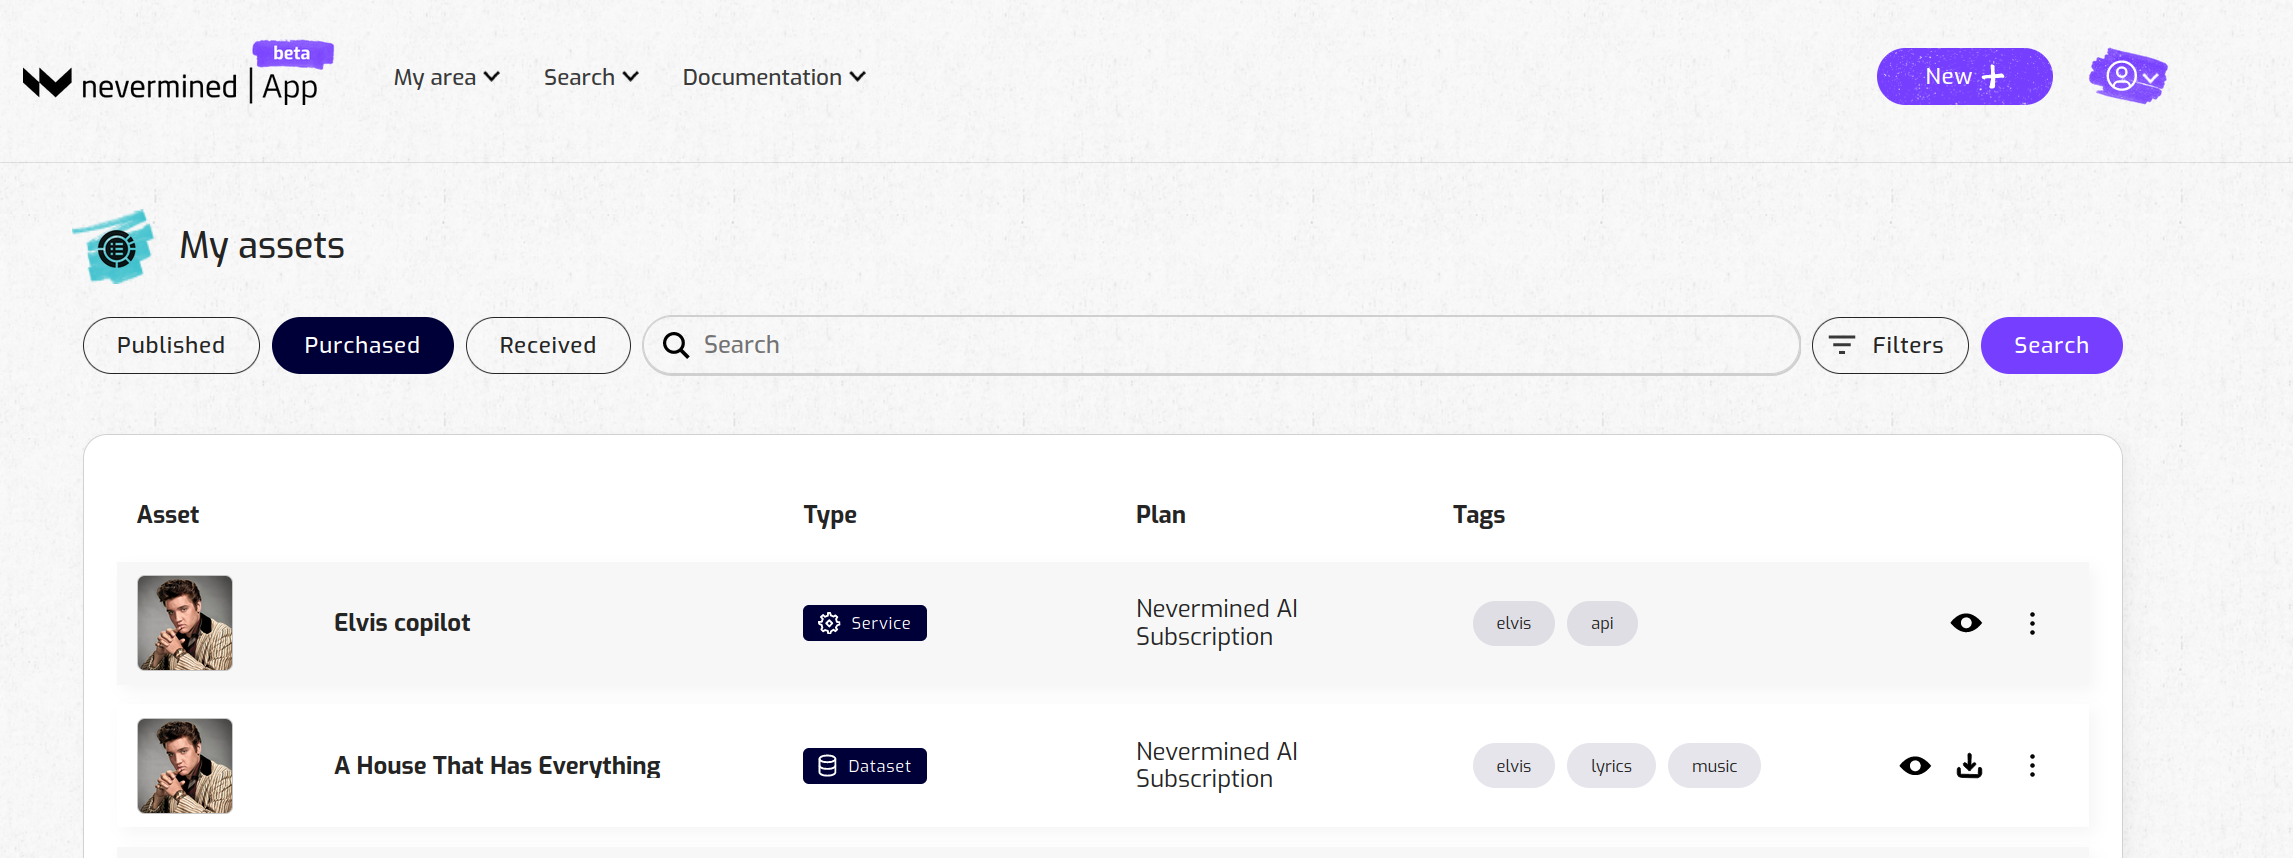 beta
nevermined | App
My area
Search
Documentation
New
My assets
Published
Purchased
Received
Search
Filters
Search
Asset
Type
Plan
Tags
Elvis copilot
Service
Nevermined AI
Subscription
elvis
api
A House That Has Everything
Dataset
Nevermined AI
Subscription
elvis
lyrics
music